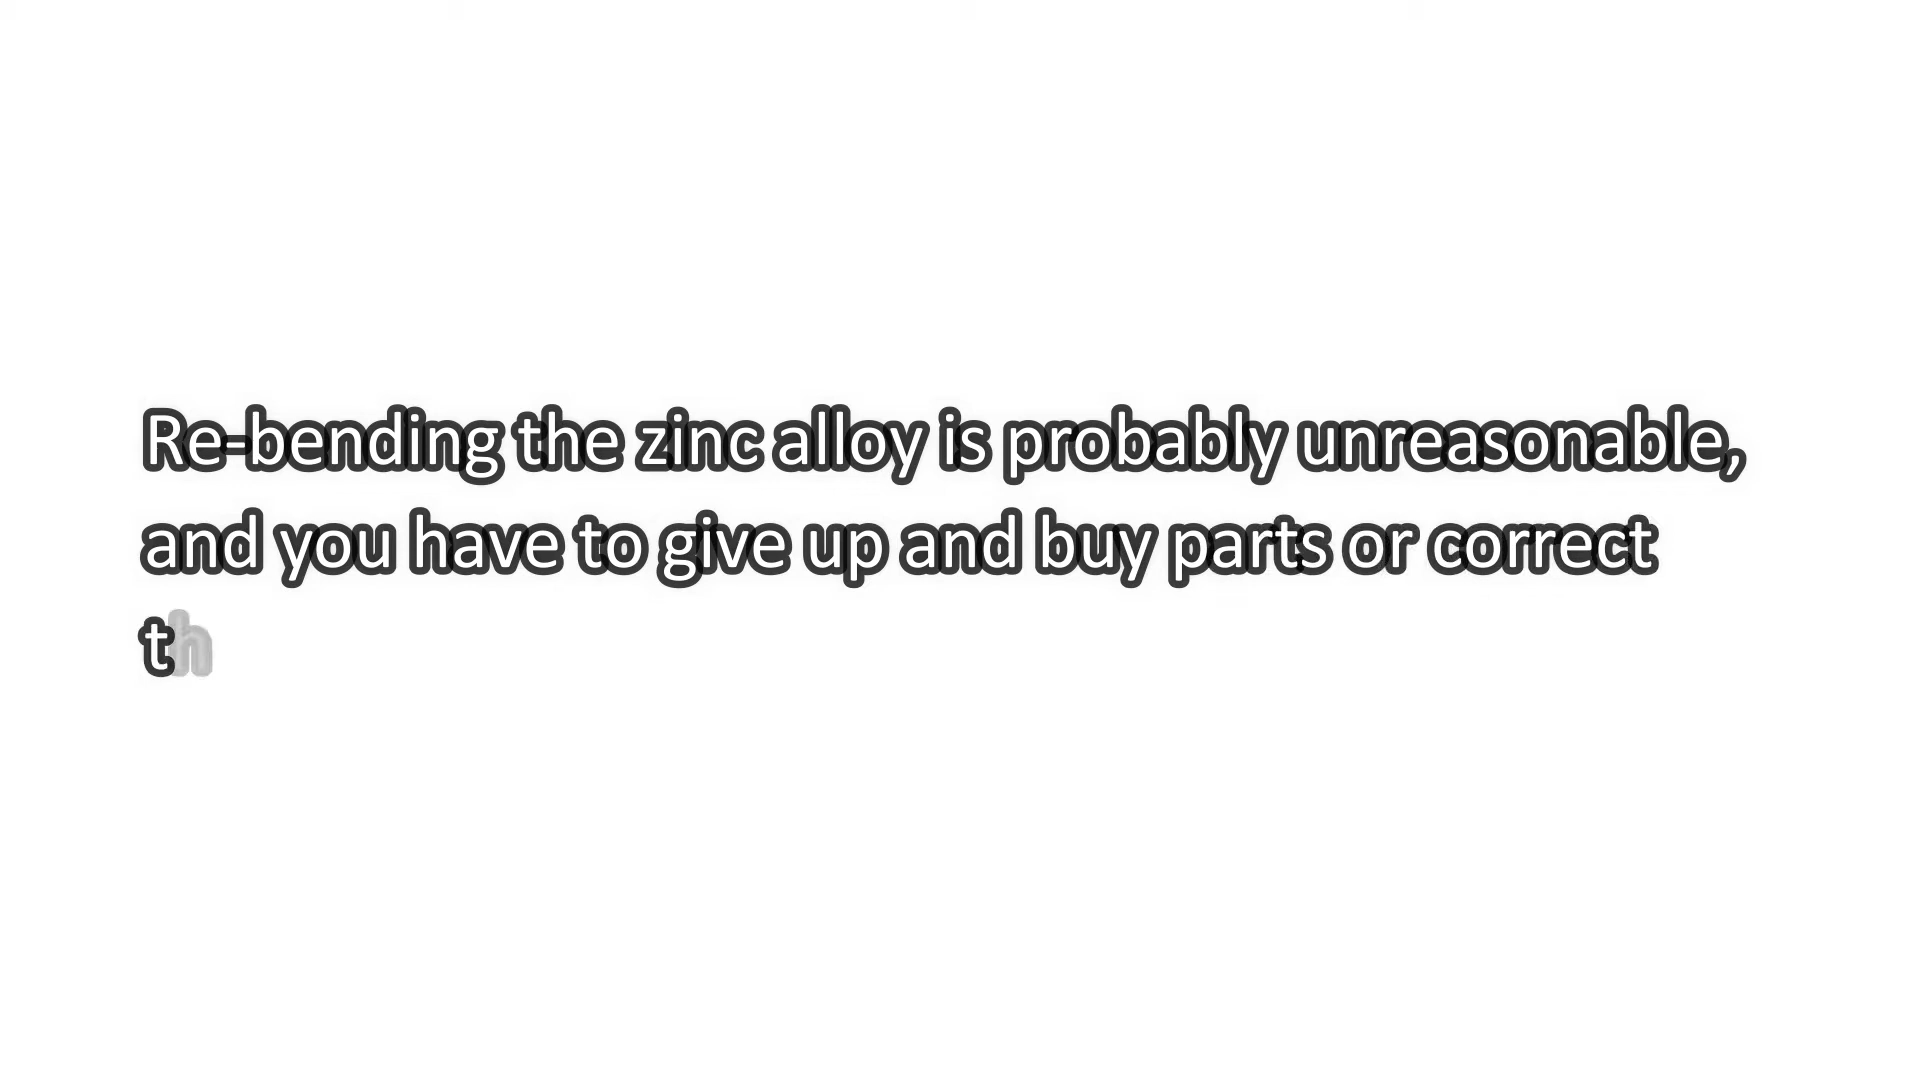 Re-bending the zinc alloy is probably unreasonable,
and you have to give up and buy parts or correct
th